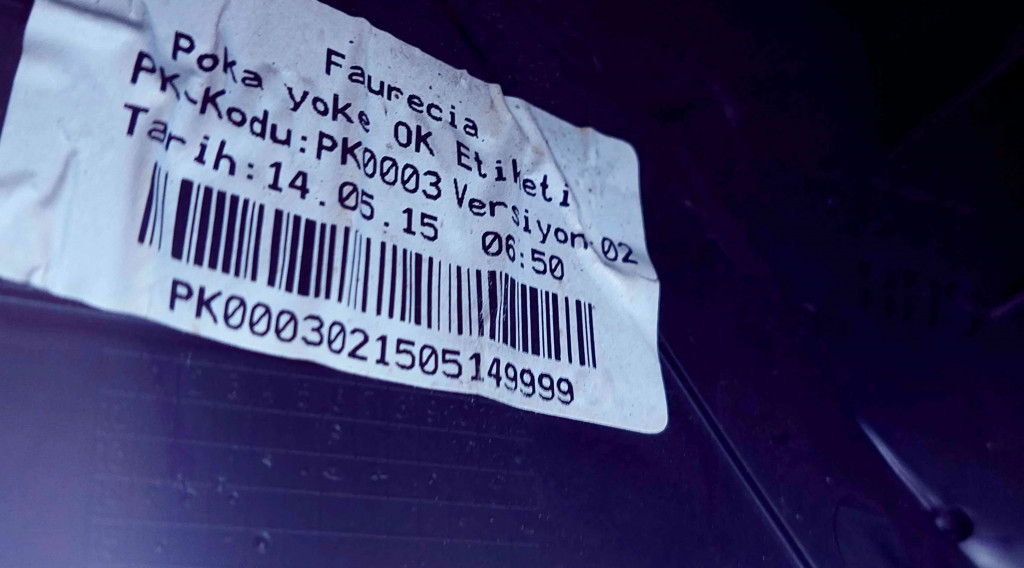 Faurecia
Poka yoke OK Etiketi
PK-Kodu:PK0003 Versiyon 02
Tarih:14.05.15 06:50
PK0003021505149999